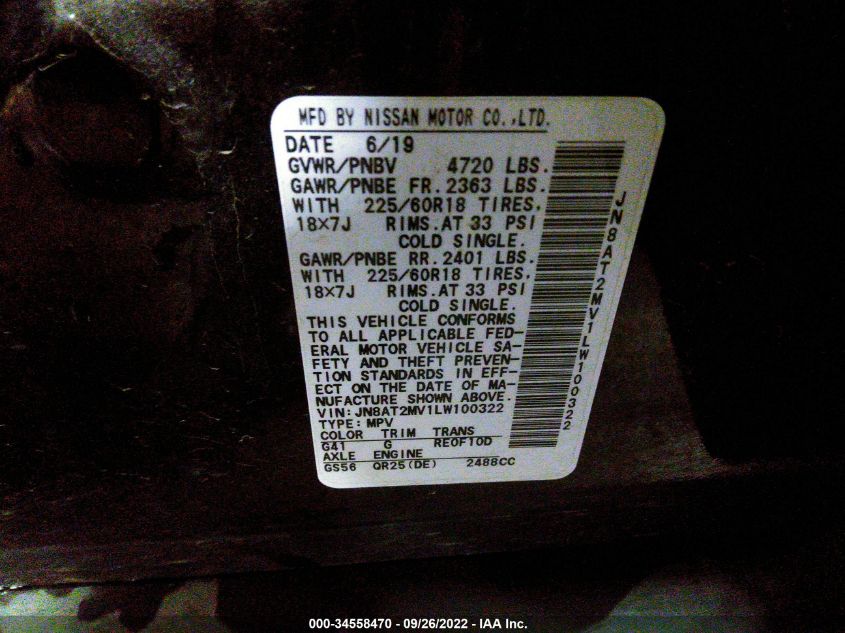 MFD BY NISSAN MOTOR CO.,LTD.
DATE 6/19
GVWR/PNBV 4720 LBS.
GAWR/PNBE FR. 2363 LBS.
WITH 225/60R18 TIRES.
18×7J RIMS. AT 33 PSI
COLD SINGLE.
GAWR/PNBE RR. 2401 LBS.
WITH 225/60R18 TIRES.
18×7J RIMS. AT 33 PSI
COLD SINGLE.
THIS VEHICLE CONFORMS
TO ALL APPLICABLE FED-
ERAL MOTOR VEHICLE SA-
FETY AND THEFT PREVEN-
TION STANDARDS IN EFF-
ECT ON THE DATE OF MA-
NUFACTURE SHOWN ABOVE.
VIN:JN8AT2MV1LW100322
TYPE: MPV
COLOR TRIM TRANS
G41 G RE0F10D
AXLE ENGINE
GS56 QR25(DE) 2488CC
JN8AT2MV1LW100322
000-34558470 - 09/26/2022 - IAA Inc.